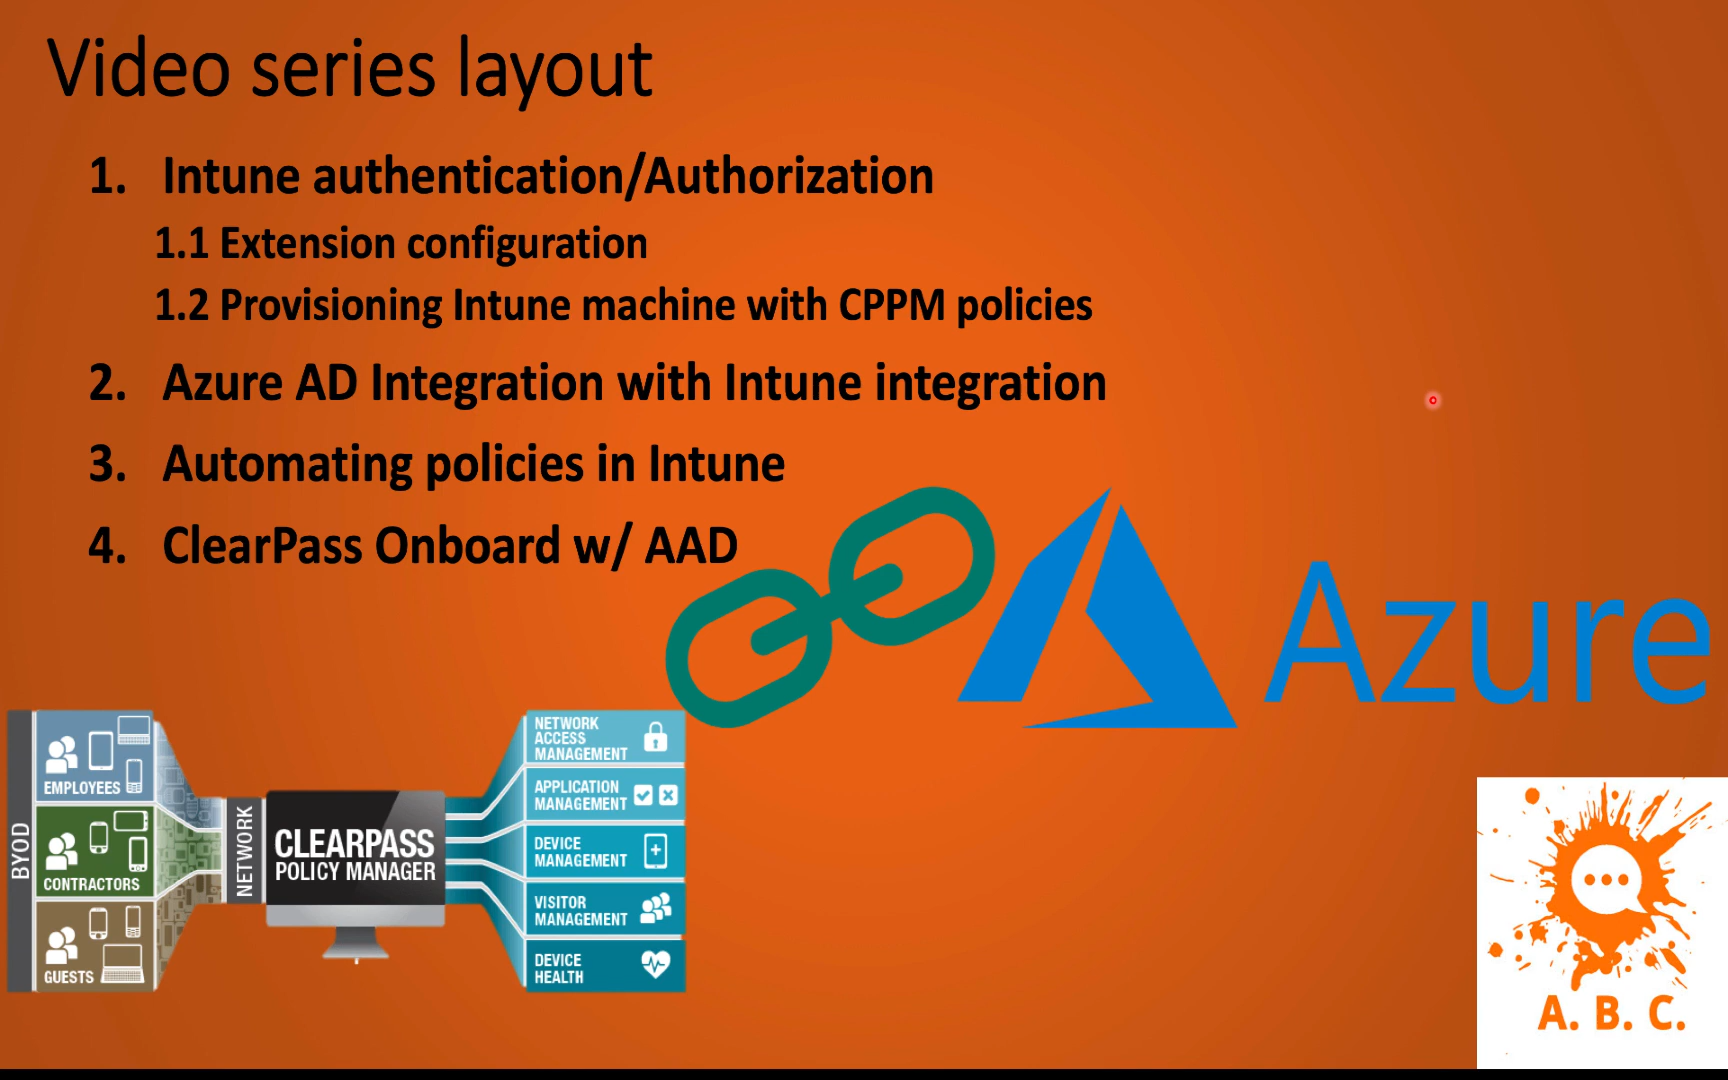 Video series layout
1. Intune authentication/Authorization
1.1 Extension configuration
1.2 Provisioning Intune machine with CPPM policies
2. Azure AD Integration with Intune integration
3. Automating policies in Intune
4. ClearPass Onboard w/ AAD
Azure
BYOD
EMPLOYEES
CONTRACTORS
GUESTS
NETWORK
CLEARPASS
POLICY MANAGER
NETWORK
ACCESS
MANAGEMENT
APPLICATION
MANAGEMENT
DEVICE
MANAGEMENT
VISITOR
MANAGEMENT
DEVICE
HEALTH
A. B. C.